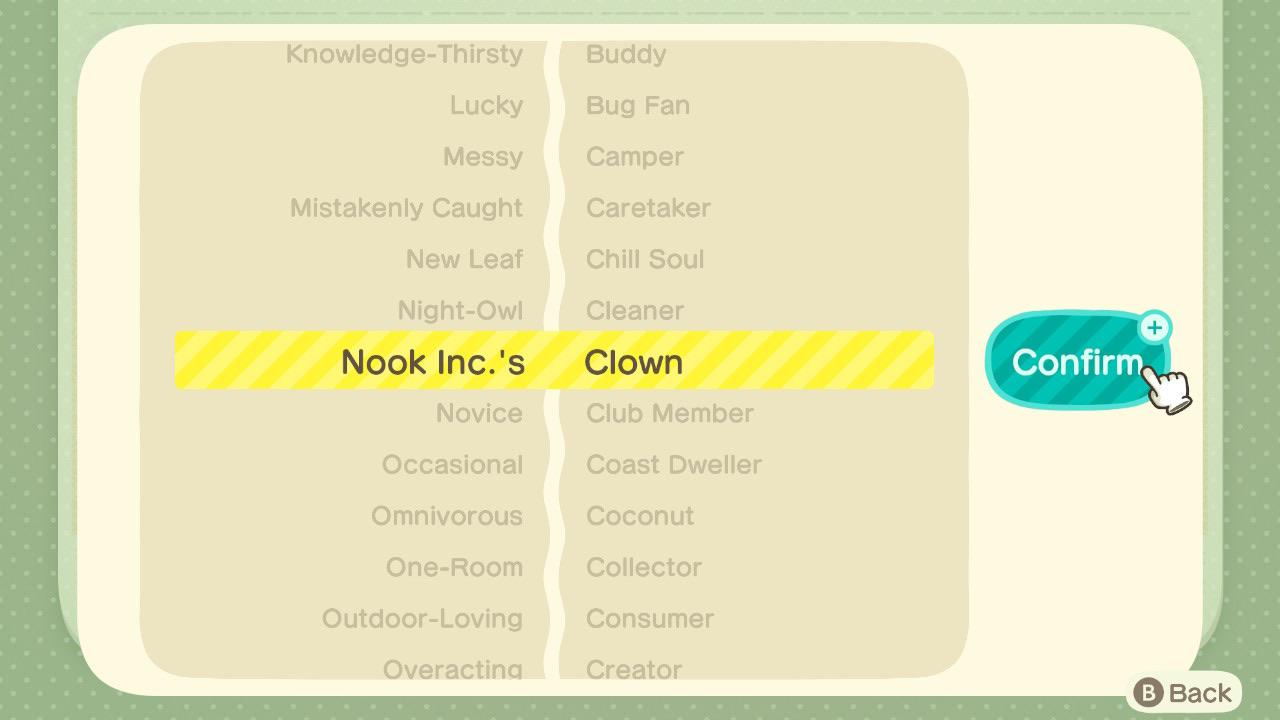 Knowledge-Thirsty Buddy
Lucky Bug Fan
Messy Camper
Mistakenly Caught Caretaker
New Leaf Chill Soul
Night-Owl Cleaner
Nook Inc.'s Clown
Confirm
Novice Club Member
Occasional Coast Dweller
Omnivorous Coconut
One-Room Collector
Outdoor-Loving Consumer
Overacting Creator
B Back